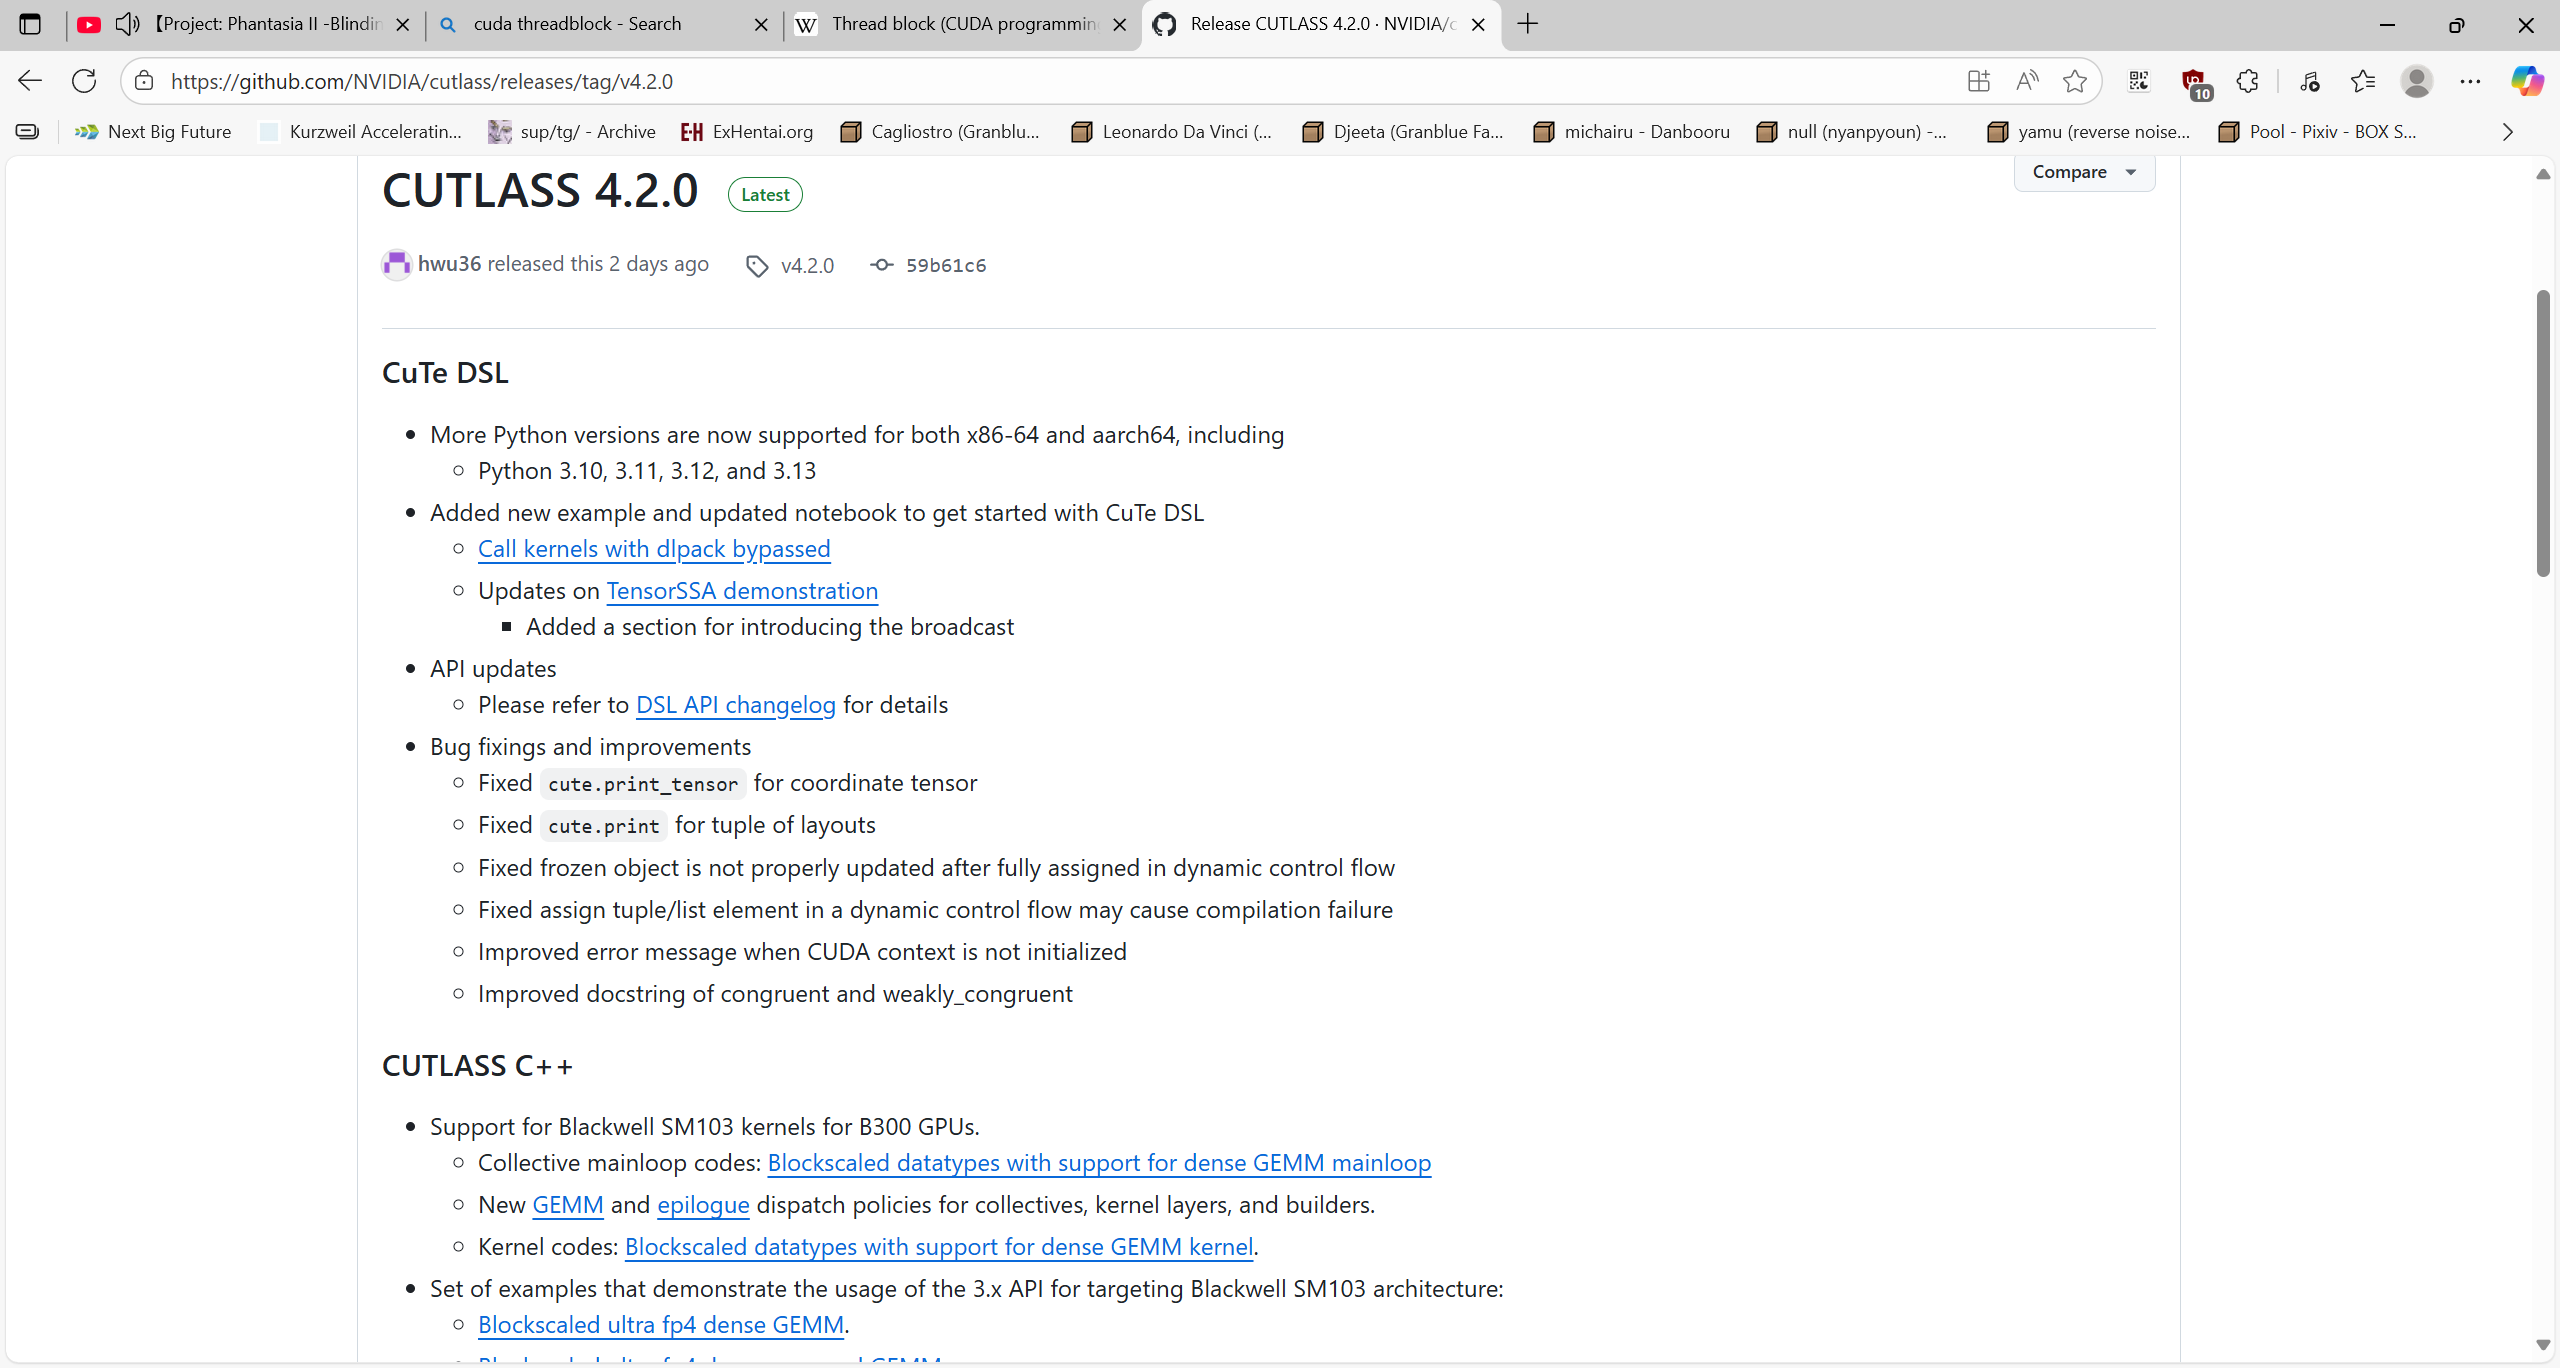 【Project: Phantasia II -Blindin
cuda threadblock - Search
Thread block (CUDA programming
Release CUTLASS 4.2.0 · NVIDIA/c
https://github.com/NVIDIA/cutlass/releases/tag/v4.2.0
10
Next Big Future
Kurzweil Acceleratin...
sup/tg/ - Archive
E-H ExHentai.org
Cagliostro (Granblu...
Leonardo Da Vinci (...
Djeeta (Granblue Fa...
michairu - Danbooru
null (nyanpyoun) -...
yamu (reverse noise...
Pool - Pixiv - BOX S...
CUTLASS 4.2.0 Latest
Compare
hwu36 released this 2 days ago v4.2.0 59b61c6
CuTe DSL
More Python versions are now supported for both x86-64 and aarch64, including
Python 3.10, 3.11, 3.12, and 3.13
Added new example and updated notebook to get started with CuTe DSL
Call kernels with dlpack bypassed
Updates on TensorSSA demonstration
Added a section for introducing the broadcast
API updates
Please refer to DSL API changelog for details
Bug fixings and improvements
Fixed cute.print_tensor for coordinate tensor
Fixed cute.print for tuple of layouts
Fixed frozen object is not properly updated after fully assigned in dynamic control flow
Fixed assign tuple/list element in a dynamic control flow may cause compilation failure
Improved error message when CUDA context is not initialized
Improved docstring of congruent and weakly_congruent
CUTLASS C++
Support for Blackwell SM103 kernels for B300 GPUs.
Collective mainloop codes: Blockscaled datatypes with support for dense GEMM mainloop
New GEMM and epilogue dispatch policies for collectives, kernel layers, and builders.
Kernel codes: Blockscaled datatypes with support for dense GEMM kernel.
Set of examples that demonstrate the usage of the 3.x API for targeting Blackwell SM103 architecture:
Blockscaled ultra fp4 dense GEMM.